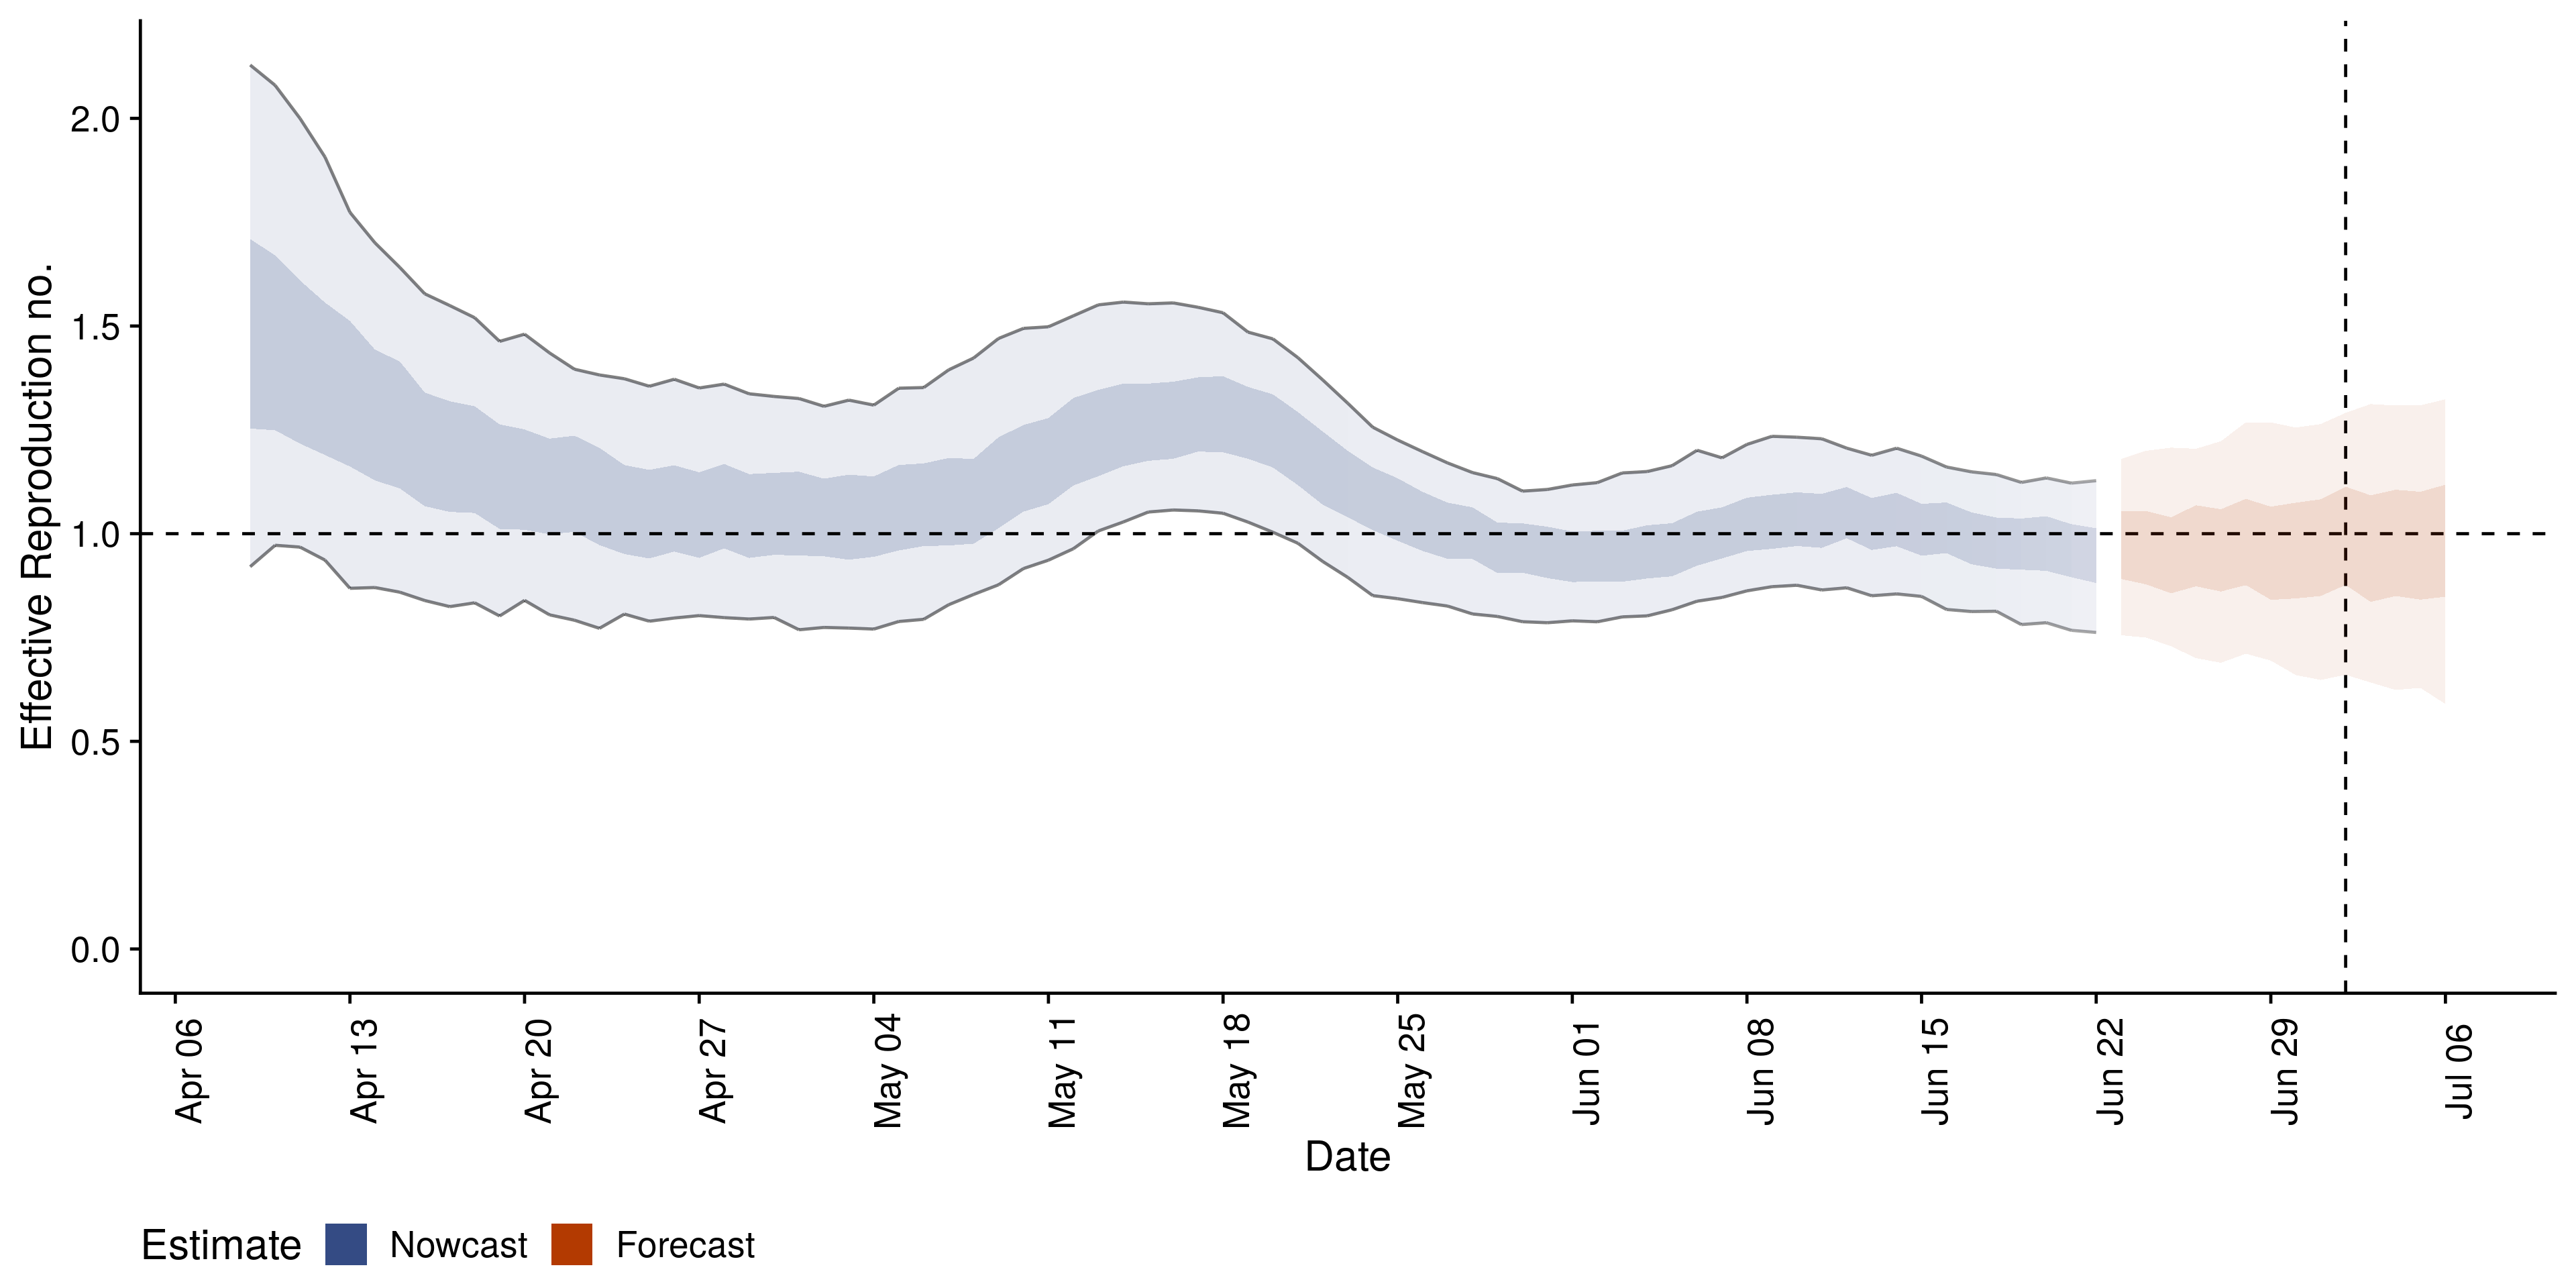 Effective Reproduction no.
2.0
1.5
1.0
0.5
0.0
Apr 06
Apr 13
Apr 20
Apr 27
May 04
May 11
May 18
May 25
Jun 01
Jun 08
Jun 15
Jun 22
Jun 29
Jul 06
Date
Estimate Nowcast Forecast